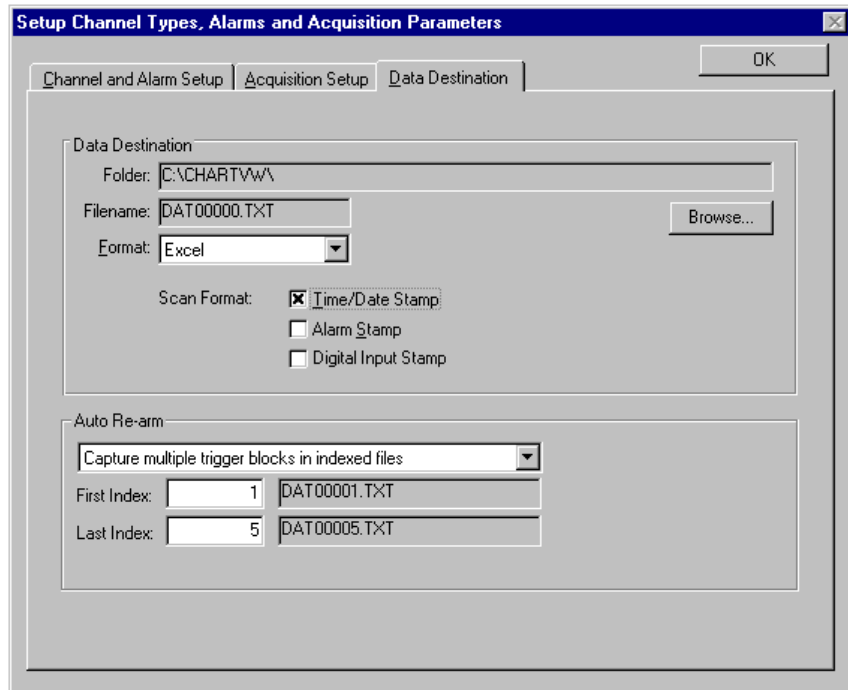 Setup Channel Types, Alarms and Acquisition Parameters
OK
Channel and Alarm Setup
Acquisition Setup
Data Destination
Data Destination
Folder: C:\CHARTVW\
Filename: DAT00000.TXT
Browse...
Format: Excel
Scan Format: Time/Date Stamp
Alarm Stamp
Digital Input Stamp
Auto Re-arm
Capture multiple trigger blocks in indexed files
First Index: 1 DAT00001.TXT
Last Index: 5 DAT00005.TXT